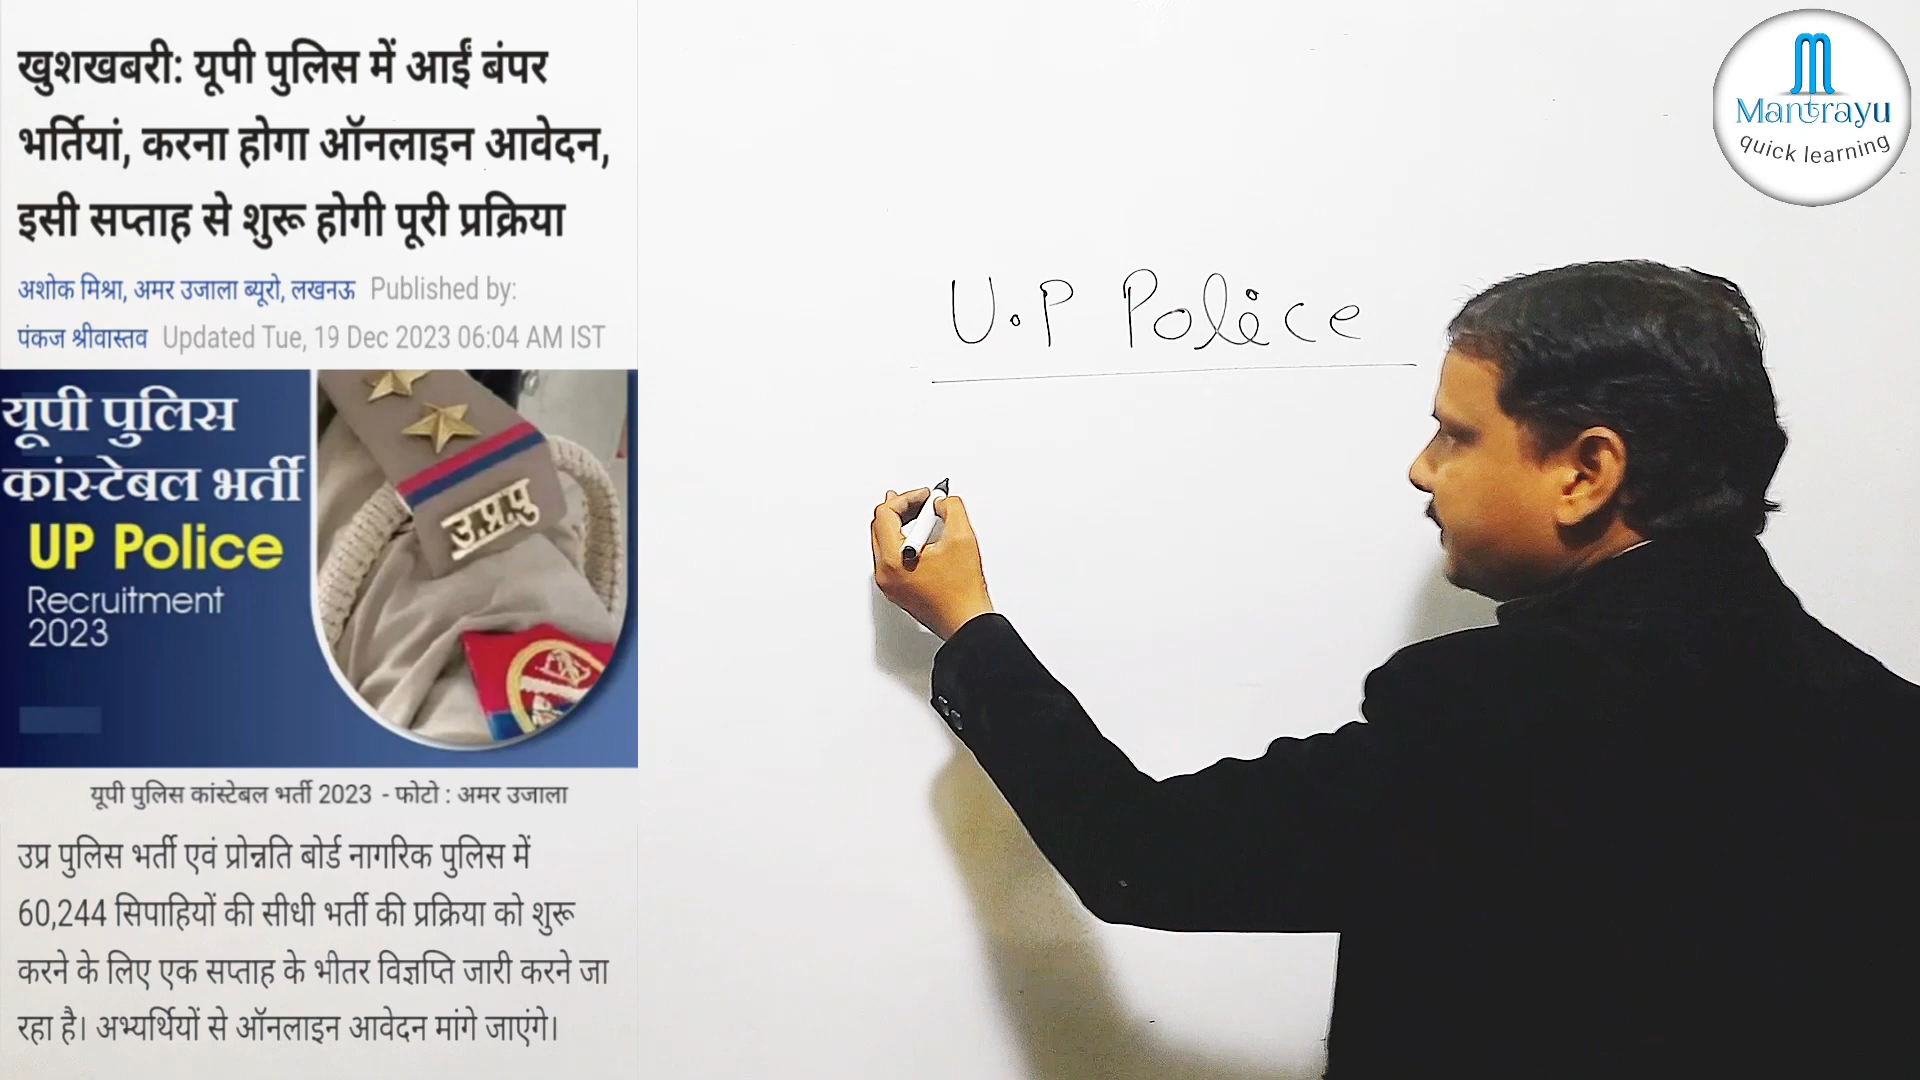 खुशखबरी: यूपी पुलिस में आईं बंपर
भर्तियां, करना होगा ऑनलाइन आवेदन,
इसी सप्ताह से शुरू होगी पूरी प्रक्रिया
अशोक मिश्रा, अमर उजाला ब्यूरो, लखनऊ Published by:
पंकज श्रीवास्तव Updated Tue, 19 Dec 2023 06:04 AM IST
यूपी पुलिस
कांस्टेबल भर्ती
UP Police
Recruitment
2023
उ.प्र.पु
यूपी पुलिस कांस्टेबल भर्ती 2023 - फोटो : अमर उजाला
उप्र पुलिस भर्ती एवं प्रोन्नति बोर्ड नागरिक पुलिस में
60,244 सिपाहियों की सीधी भर्ती की प्रक्रिया को शुरू
करने के लिए एक सप्ताह के भीतर विज्ञप्ति जारी करने जा
रहा है। अभ्यर्थियों से ऑनलाइन आवेदन मांगे जाएंगे।
U.P Police
Mantrayu
quick learning